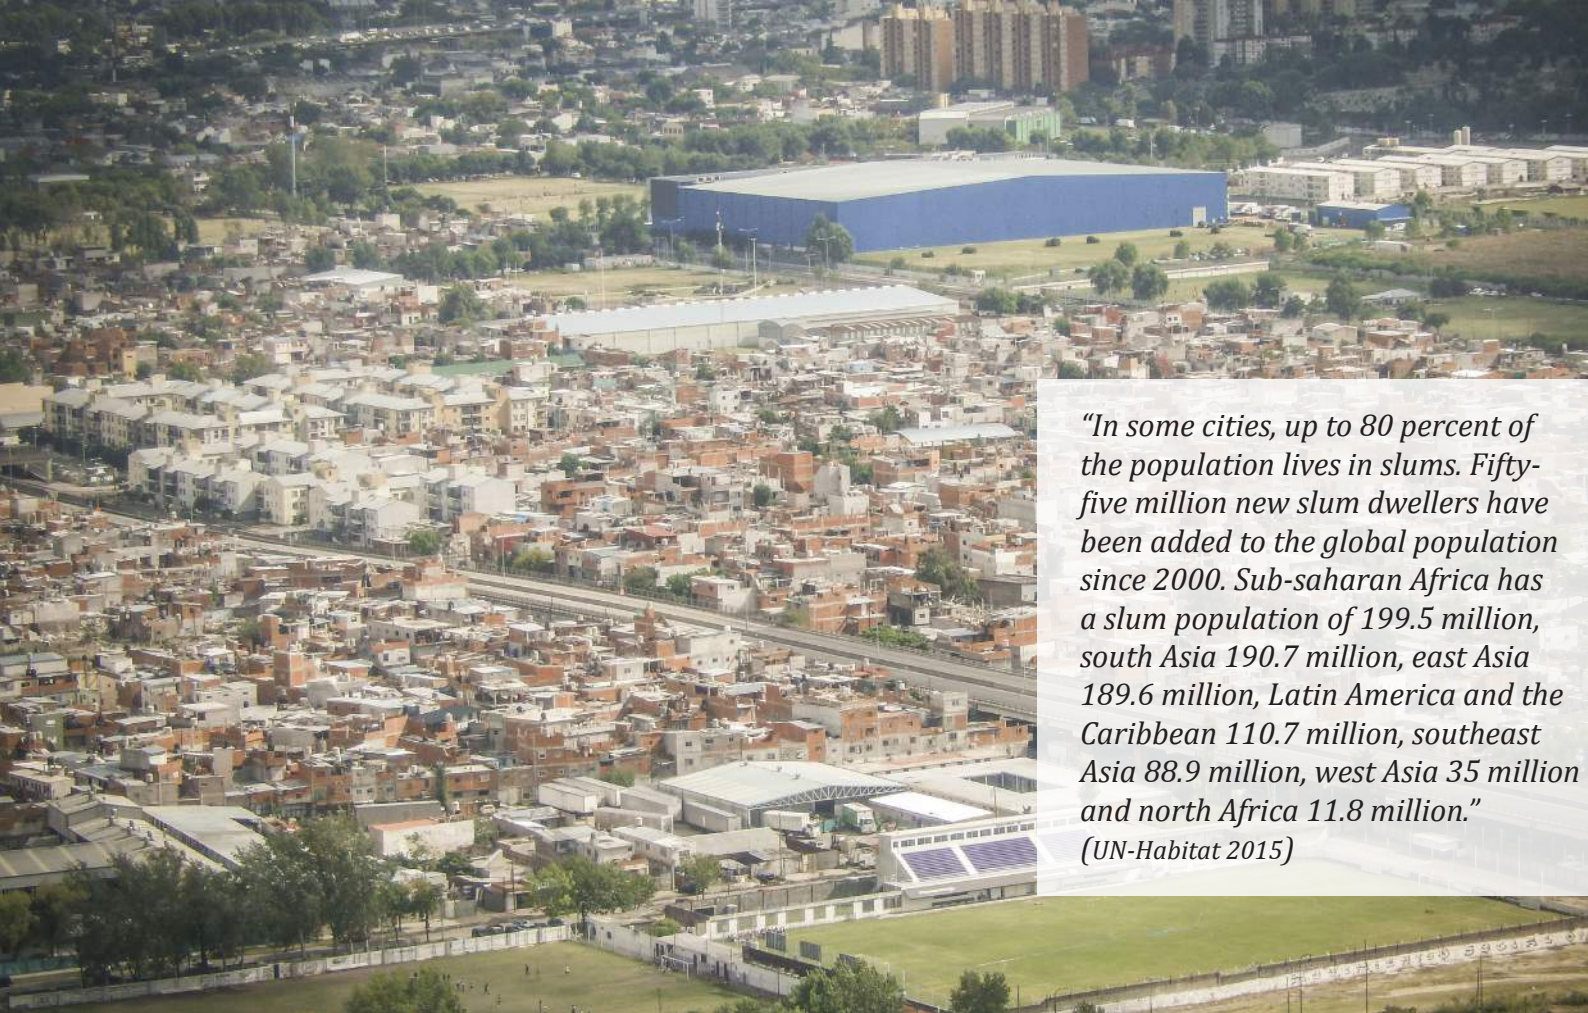 “In some cities, up to 80 percent of
the population lives in slums. Fifty-
five million new slum dwellers have
been added to the global population
since 2000. Sub-saharan Africa has
a slum population of 199.5 million,
south Asia 190.7 million, east Asia
189.6 million, Latin America and the
Caribbean 110.7 million, southeast
Asia 88.9 million, west Asia 35 million
and north Africa 11.8 million.”
(UN-Habitat 2015)